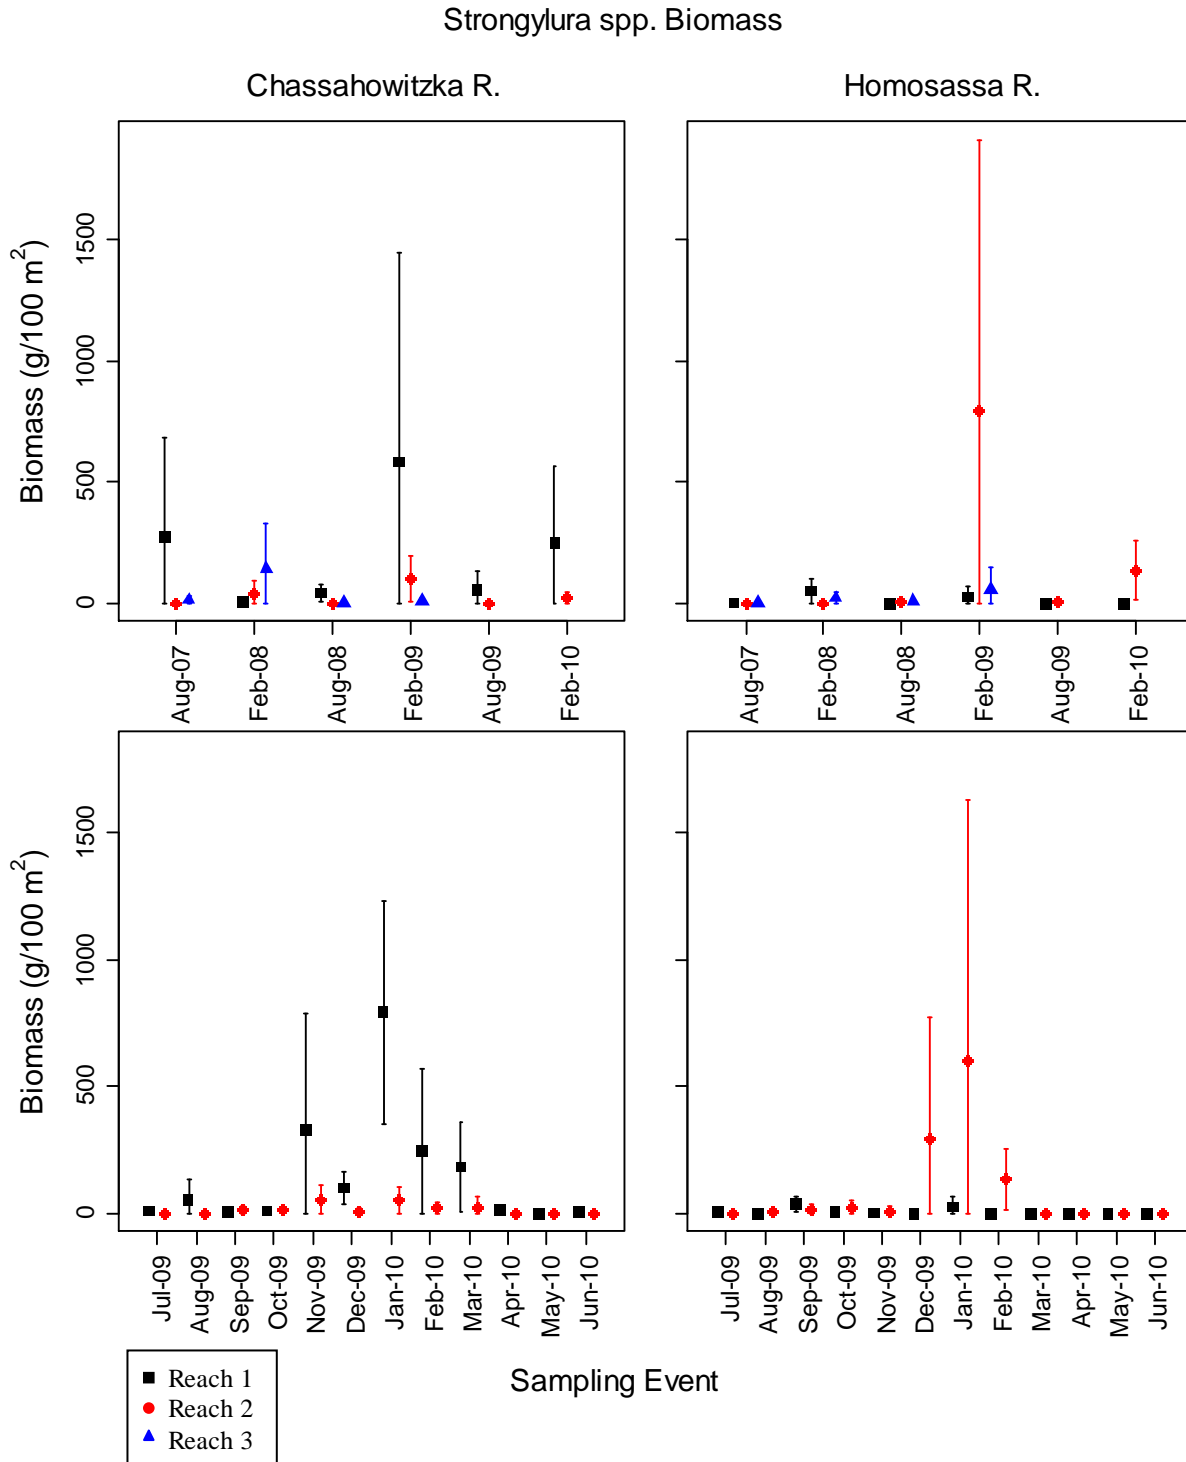 Strongylura spp. Biomass
Chassahowitzka R.
Homosassa R.
Biomass (g/100 m²)
1500
1000
500
0
Aug-07
Feb-08
Aug-08
Feb-09
Aug-09
Feb-10
Aug-07
Feb-08
Aug-08
Feb-09
Aug-09
Feb-10
Biomass (g/100 m²)
1500
1000
500
0
Jul-09
Aug-09
Sep-09
Oct-09
Nov-09
Dec-09
Jan-10
Feb-10
Mar-10
Apr-10
May-10
Jun-10
Jul-09
Aug-09
Sep-09
Oct-09
Nov-09
Dec-09
Jan-10
Feb-10
Mar-10
Apr-10
May-10
Jun-10
Sampling Event
Reach 1
Reach 2
Reach 3